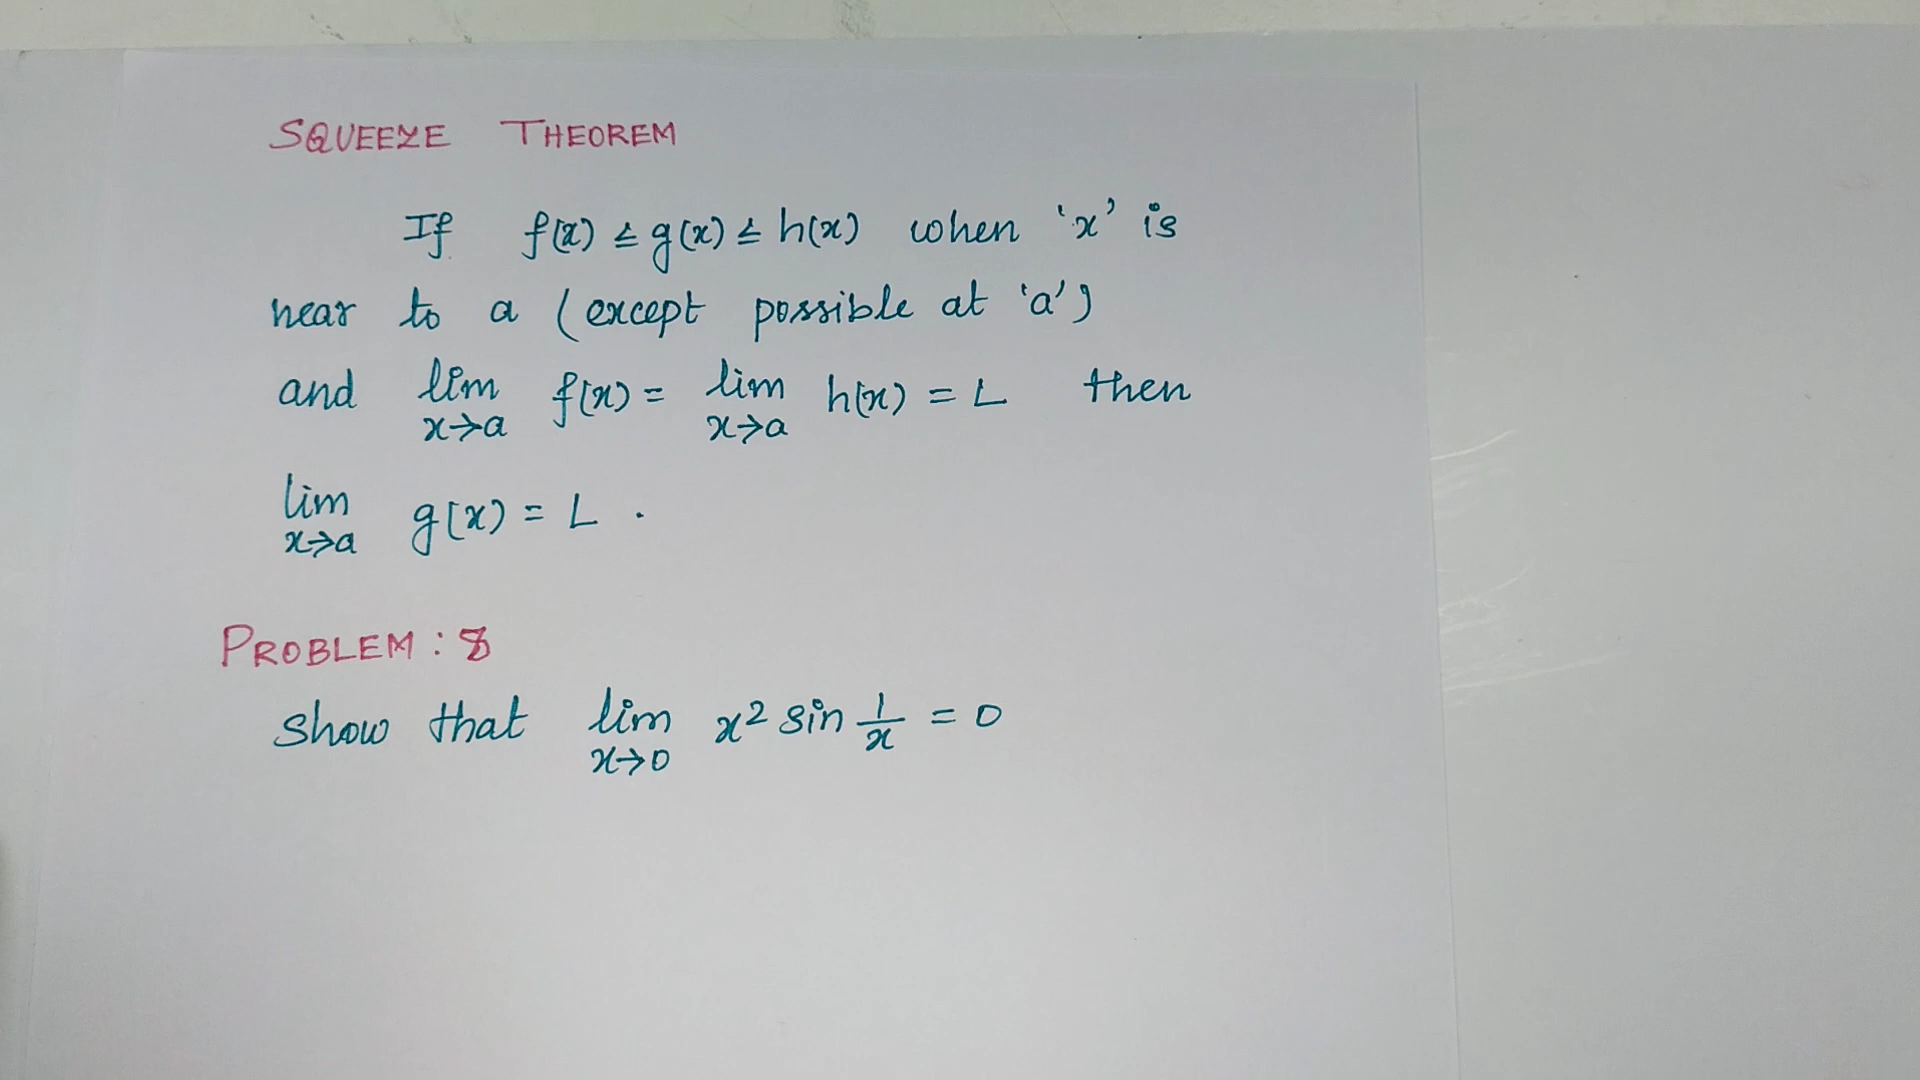 SQUEEZE THEOREM
If f(x) ≤ g(x) ≤ h(x) when 'x' is
near to a (except possible at 'a')
and lim x→a f(x) = lim x→a h(x) = L then
lim x→a g(x) = L .
PROBLEM : 8
Show that lim x→0 x² sin 1/x = 0